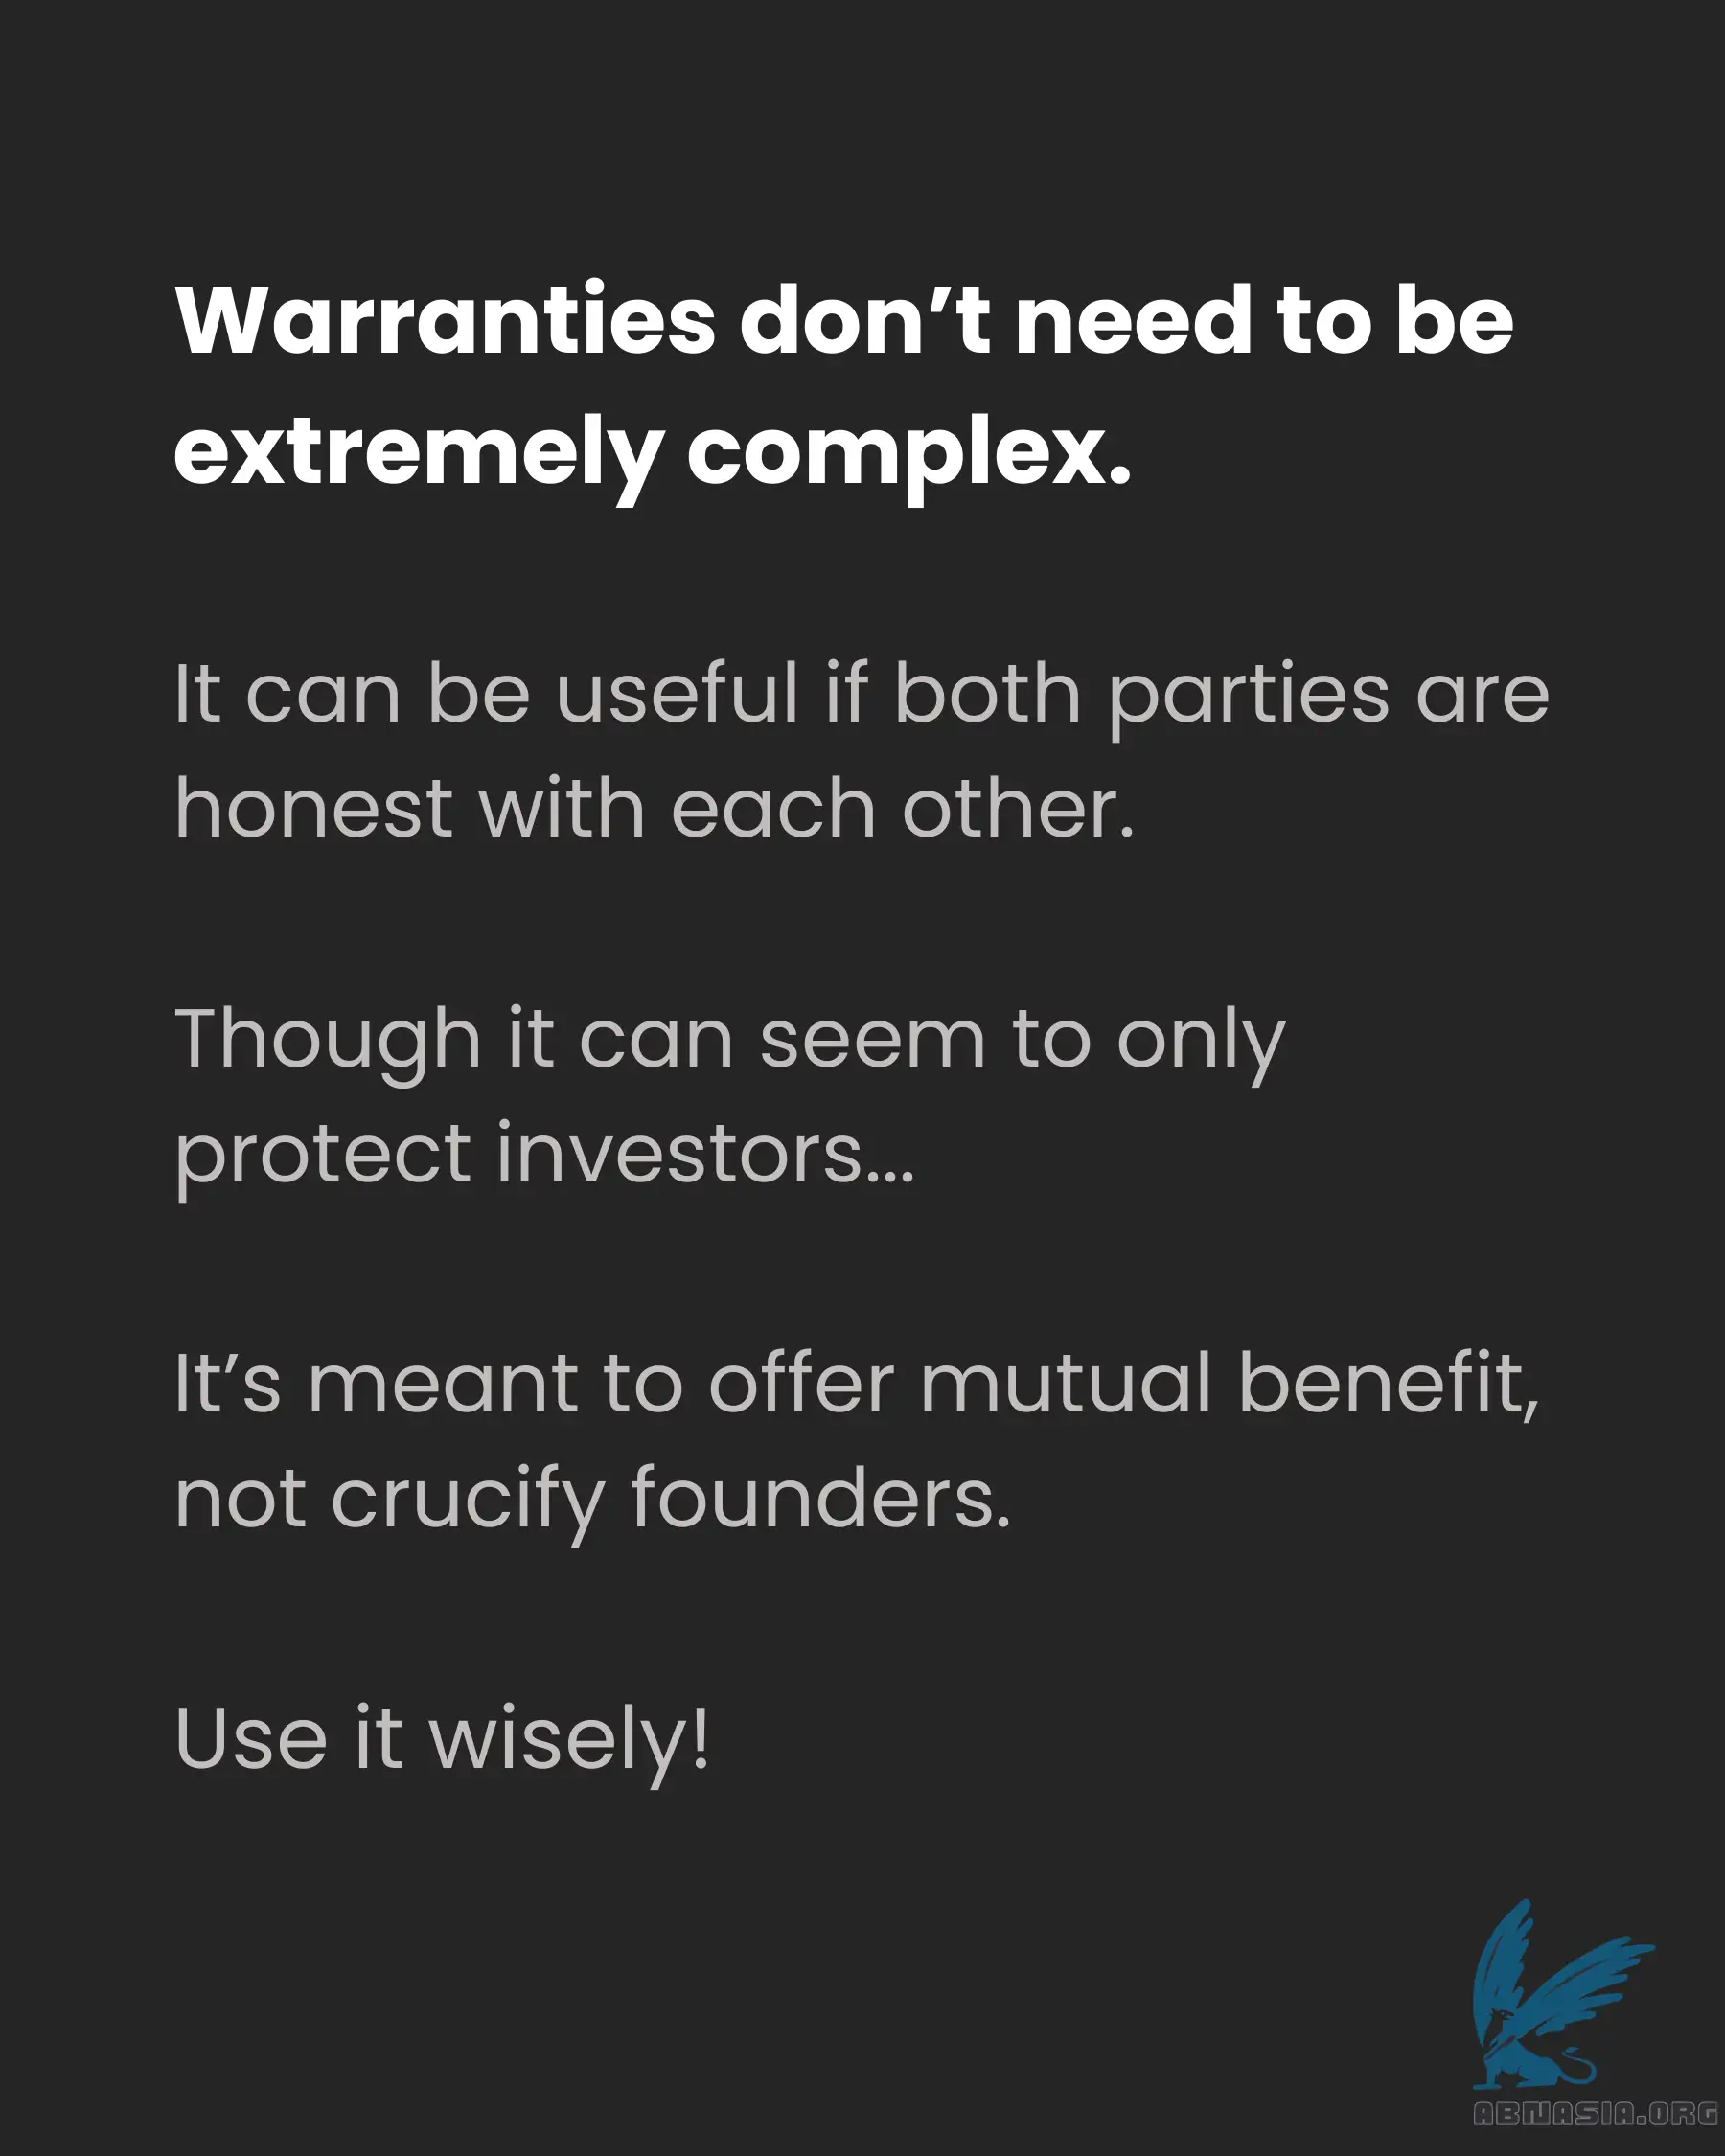 Warranties don’t need to be
extremely complex.
It can be useful if both parties are
honest with each other.
Though it can seem to only
protect investors...
It’s meant to offer mutual benefit,
not crucify founders.
Use it wisely!
ABNASIA.ORG